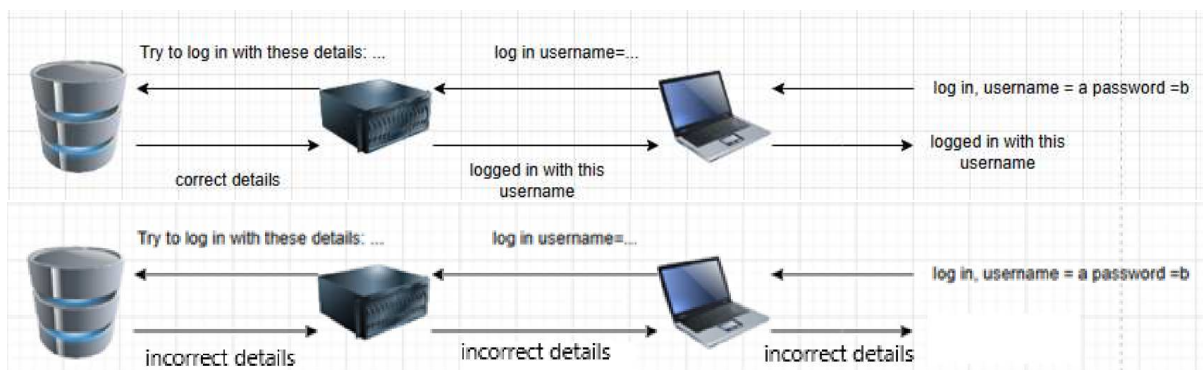 Try to log in with these details: ...
log in username=...
log in, username = a password =b
correct details
logged in with this
username
logged in with this
username
Try to log in with these details: ...
log in username=...
log in, username = a password =b
incorrect details
incorrect details
incorrect details